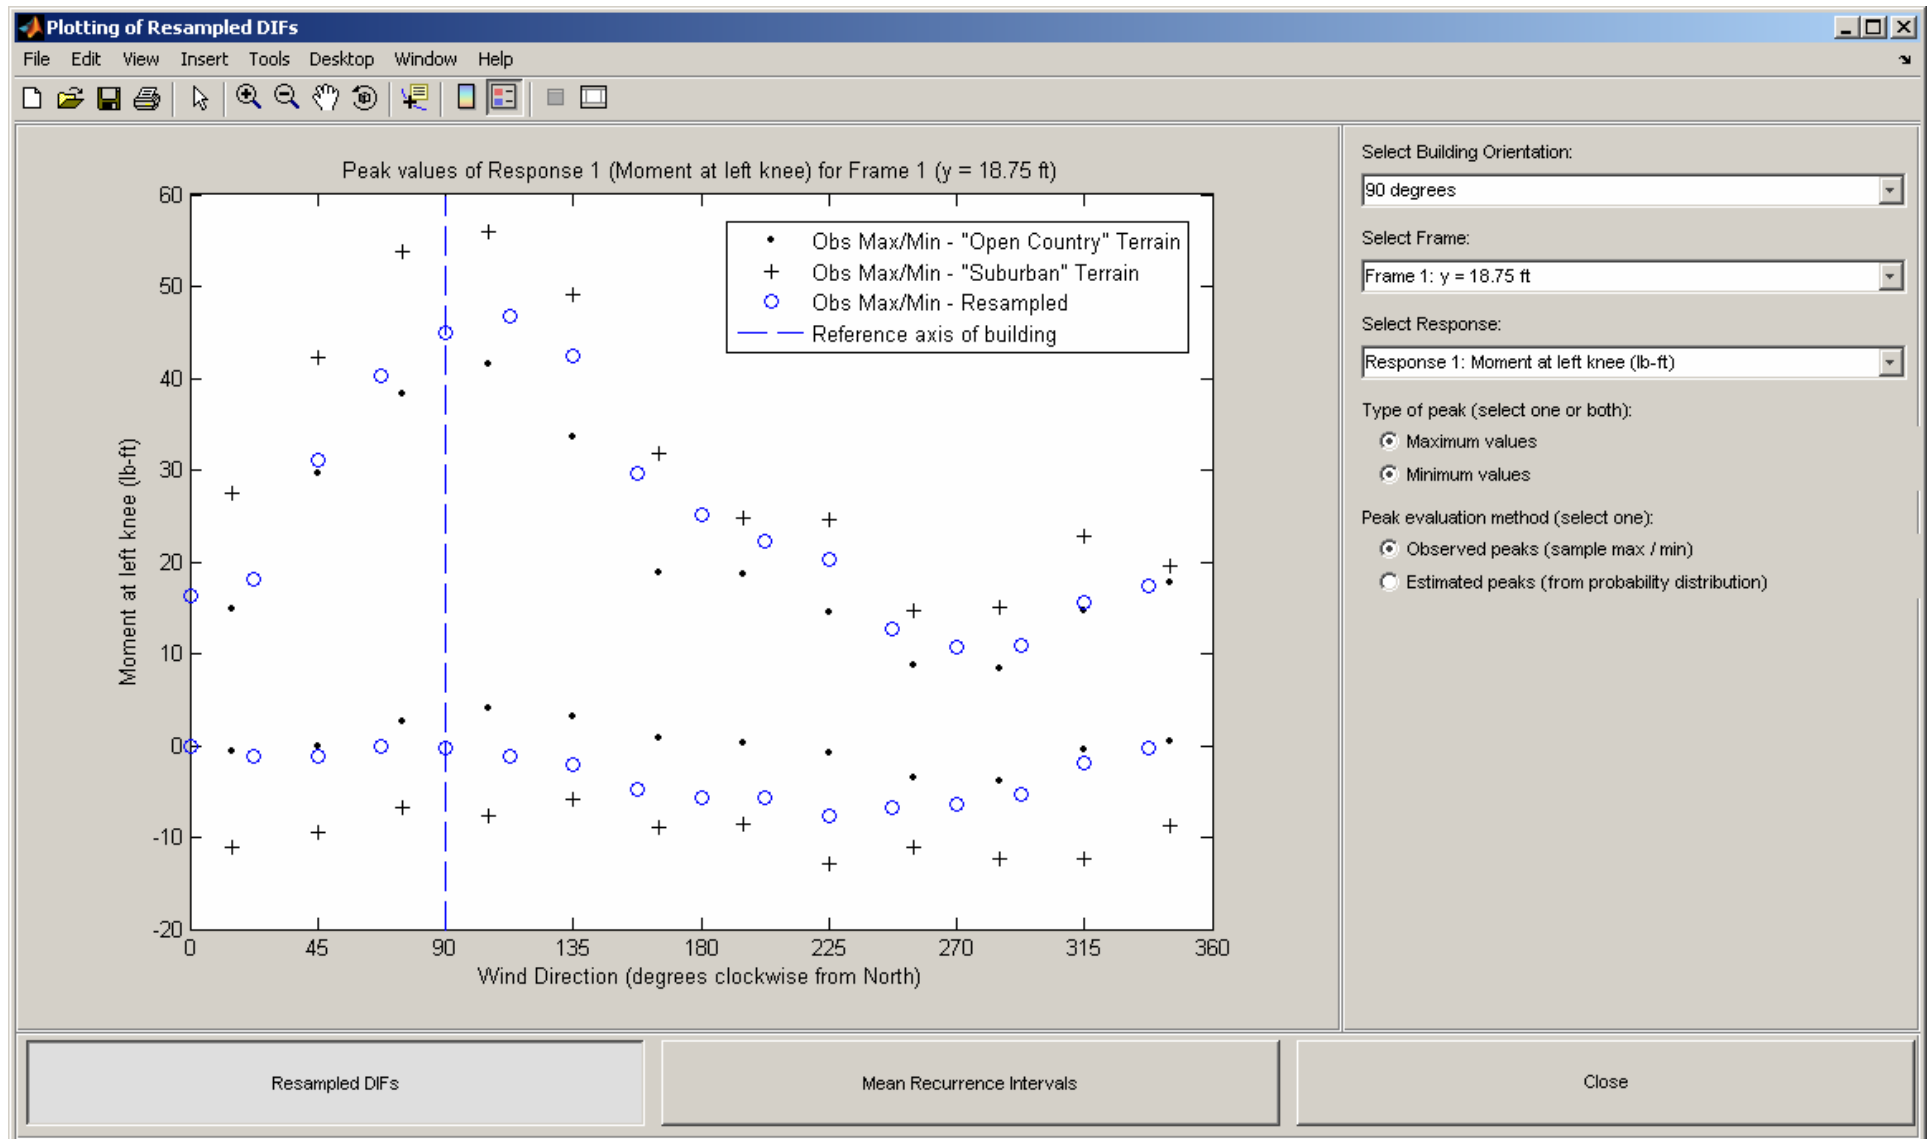 Plotting of Resampled DIFs
File Edit View Insert Tools Desktop Window Help
Peak values of Response 1 (Moment at left knee) for Frame 1 (y = 18.75 ft)
60
50
40
30
20
10
0
-10
-20
Moment at left knee (lb-ft)
Obs Max/Min - "Open Country" Terrain
Obs Max/Min - "Suburban" Terrain
Obs Max/Min - Resampled
Reference axis of building
0 45 90 135 180 225 270 315 360
Wind Direction (degrees clockwise from North)
Select Building Orientation:
90 degrees
Select Frame:
Frame 1: y = 18.75 ft
Select Response:
Response 1: Moment at left knee (lb-ft)
Type of peak (select one or both):
Maximum values
Minimum values
Peak evaluation method (select one):
Observed peaks (sample max / min)
Estimated peaks (from probability distribution)
Resampled DIFs
Mean Recurrence Intervals
Close